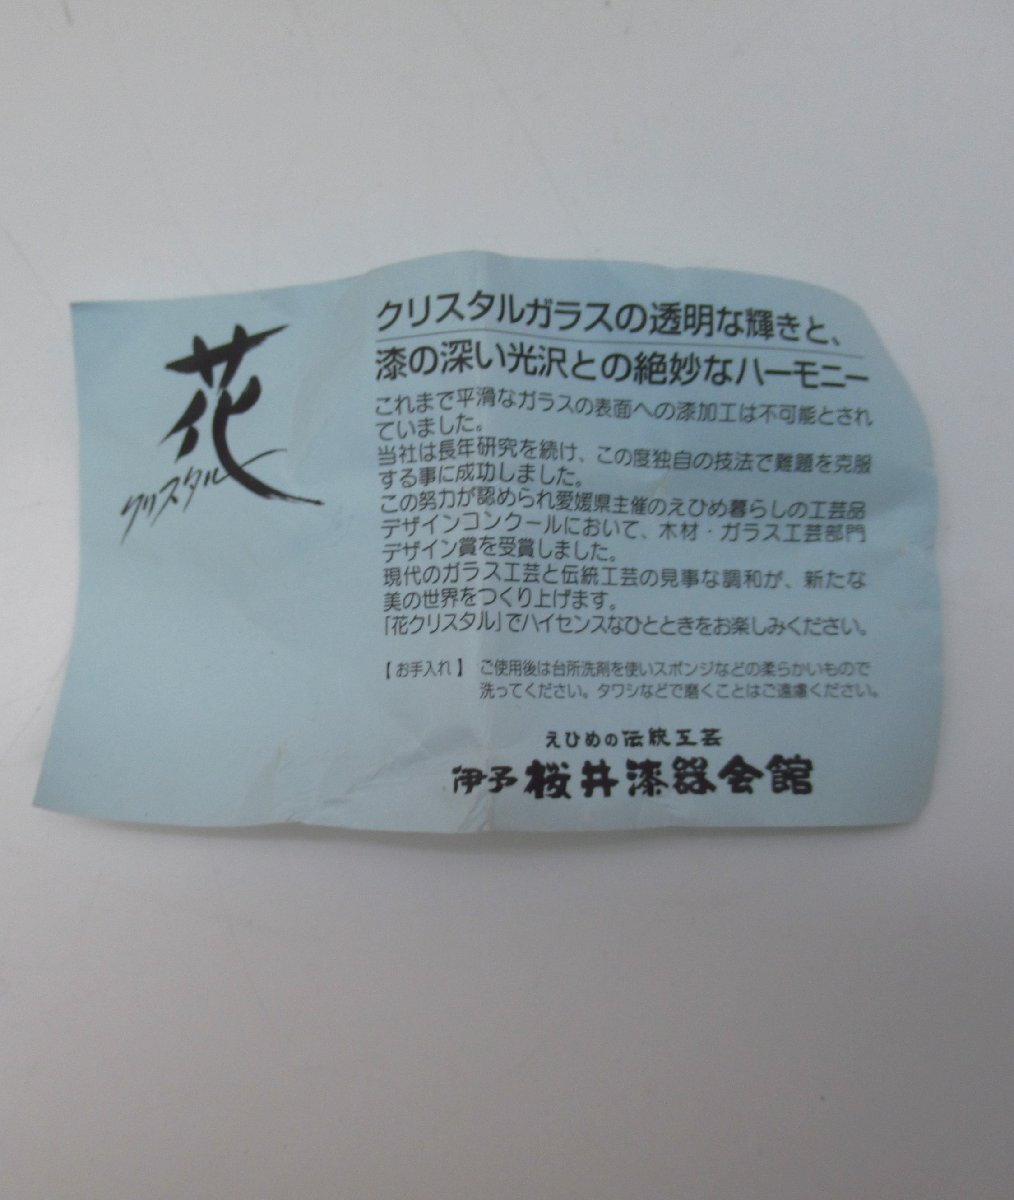 花
クリスタル
クリスタルガラスの透明な輝きと、
漆の深い光沢との絶妙なハーモニー
これまで平滑なガラスの表面への漆加工は不可能とされ
ていました。
当社は長年研究を続け、この度独自の技法で難題を克服
する事に成功しました。
この努力が認められ愛媛県主催のえひめ暮らしの工芸品
デザインコンクールにおいて、木材・ガラス工芸部門
デザイン賞を受賞しました。
現代のガラス工芸と伝統工芸の見事な調和が、新たな
美の世界をつくり上げます。
「花クリスタル」でハイセンスなひとときをお楽しみください。
【お手入れ】 ご使用後は台所洗剤を使いスポンジなどの柔らかいもので
洗ってください。タワシなどで磨くことはご遠慮ください。
えひめの伝統工芸
伊予桜井漆器会館